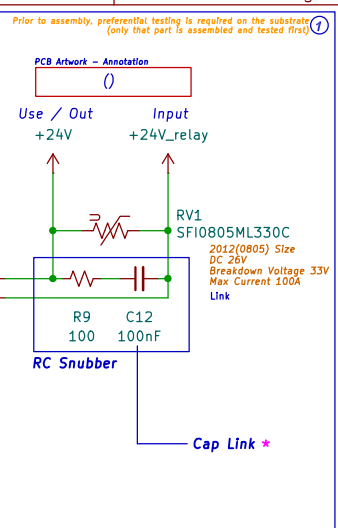 Prior to assembly, preferential testing is required on the substrate
(only that part is assembled and tested first)
1
PCB Artwork - Annotation
()
Use / Out
Input
+24V
+24V_relay
RV1
SFI0805ML330C
2012(0805) Size
DC 26V
Breakdown Voltage 33V
Max Current 100A
Link
R9
C12
100
100nF
RC Snubber
Cap Link *